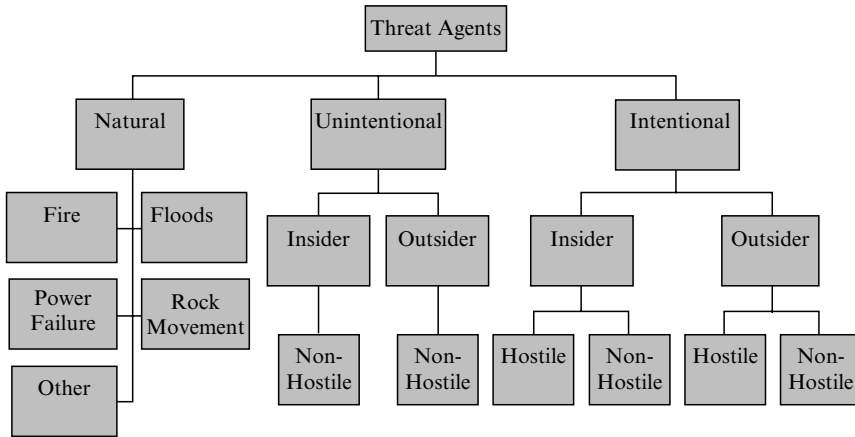 Threat Agents
Natural
Unintentional
Intentional
Fire
Floods
Insider
Outsider
Insider
Outsider
Power
Failure
Rock
Movement
Non-
Hostile
Non-
Hostile
Hostile
Non-
Hostile
Hostile
Non-
Hostile
Other